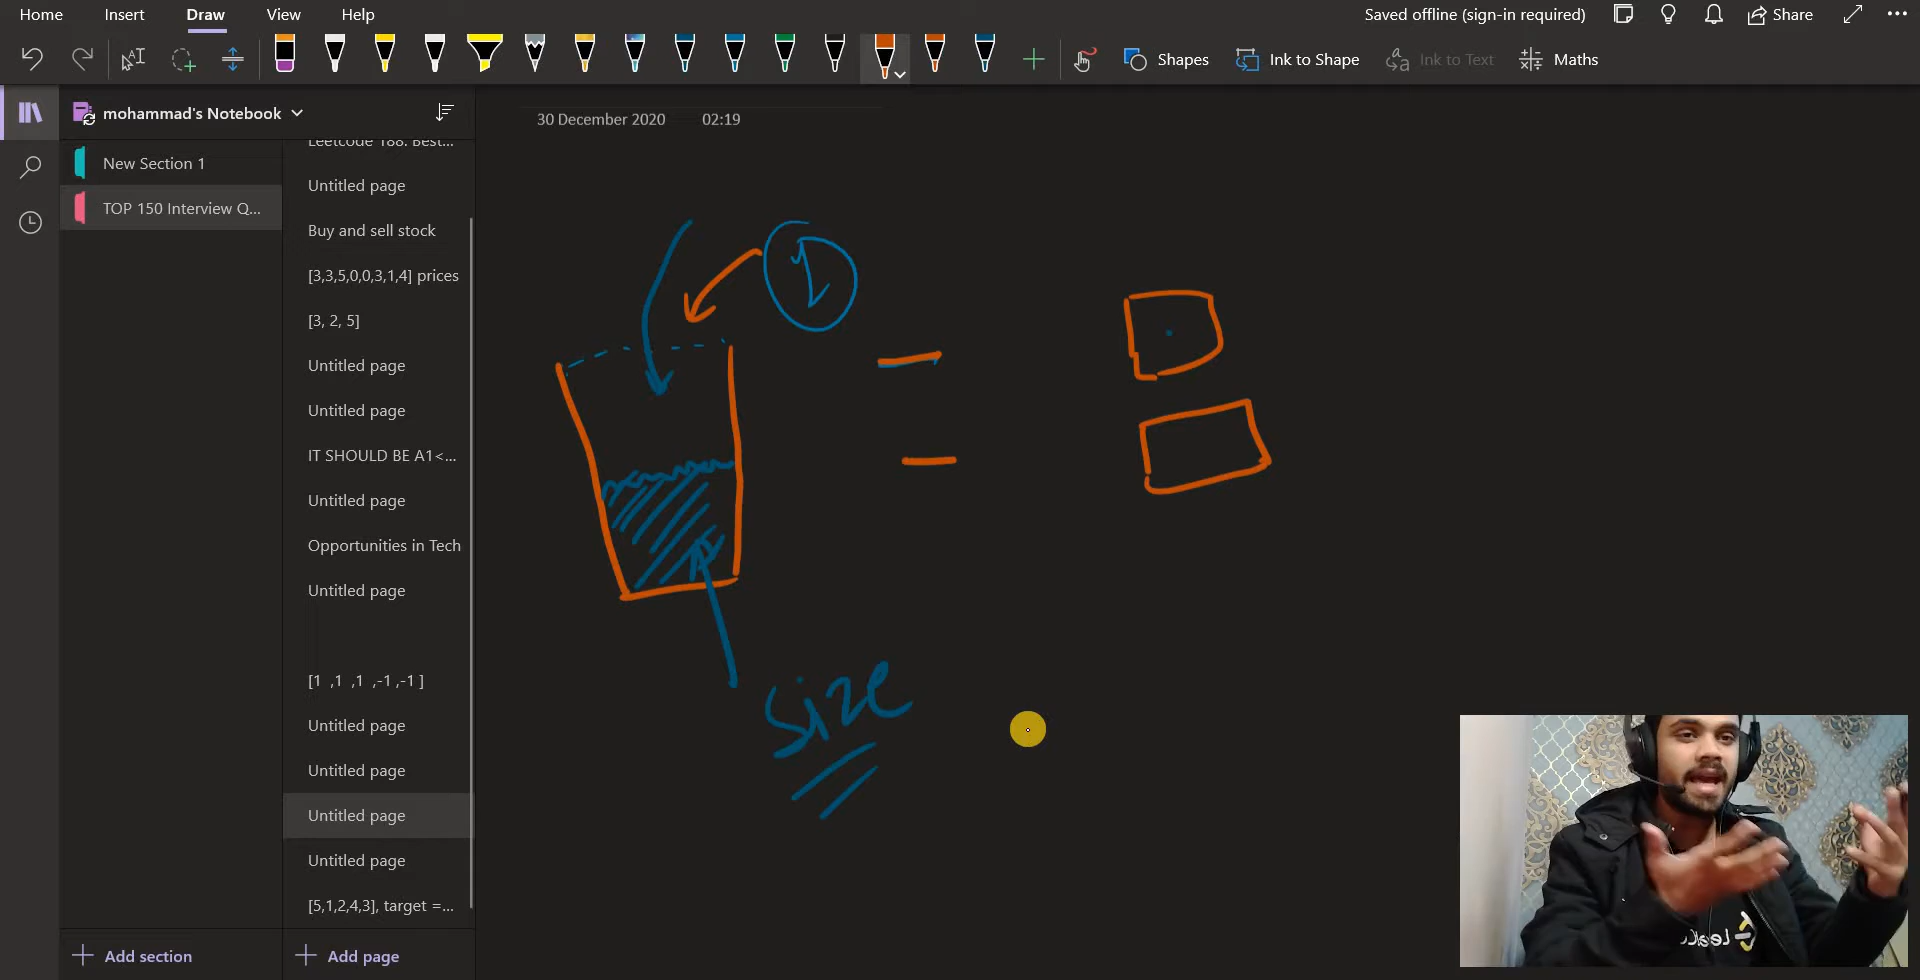 Home Insert Draw View Help
Saved offline (sign-in required) Share
Shapes Ink to Shape Ink to Text Maths
mohammad's Notebook
New Section 1
TOP 150 Interview Q...
Leetcode 188. Best...
Untitled page
Buy and sell stock
[3,3,5,0,0,3,1,4] prices
[3, 2, 5]
Untitled page
Untitled page
IT SHOULD BE A1<...
Untitled page
Opportunities in Tech
Untitled page
[1 ,1 ,1 ,-1 ,-1 ]
Untitled page
Untitled page
Untitled page
Untitled page
[5,1,2,4,3], target =...
Add section
Add page
30 December 2020 02:19
size